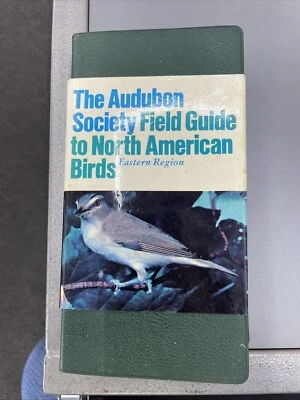 The Audubon
Society Field Guide
to North American
Birds Eastern Region